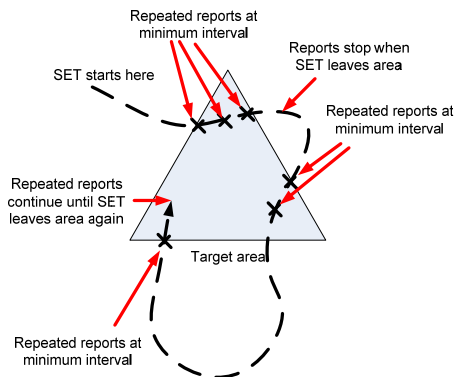 Repeated reports at
minimum interval
SET starts here
Reports stop when
SET leaves area
Repeated reports at
minimum interval
Repeated reports
continue until SET
leaves area again
Target area
Repeated reports at
minimum interval